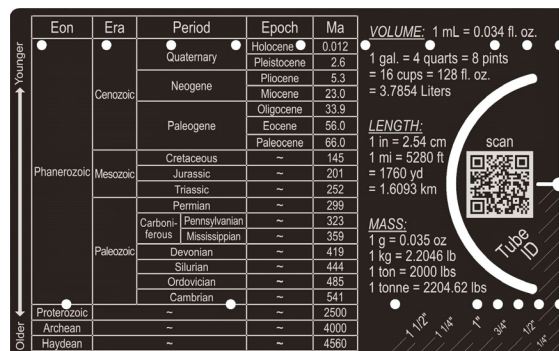 Eon Era Period Epoch Ma
Younger
Older
Phanerozoic
Cenozoic
Quaternary
Holocene 0.012
Pleistocene 2.6
Neogene
Pliocene 5.3
Miocene 23.0
Paleogene
Oligocene 33.9
Eocene 56.0
Paleocene 66.0
Mesozoic
Cretaceous ~ 145
Jurassic ~ 201
Triassic ~ 252
Paleozoic
Permian ~ 299
Carboni-
ferous
Pennsylvanian ~ 323
Mississippian ~ 359
Devonian ~ 419
Silurian ~ 444
Ordovician ~ 485
Cambrian ~ 541
Proterozoic ~ ~ 2500
Archean ~ ~ 4000
Haydean ~ ~ 4560
VOLUME: 1 mL = 0.034 fl. oz.
1 gal. = 4 quarts = 8 pints
= 16 cups = 128 fl. oz.
= 3.7854 Liters
LENGTH:
1 in = 2.54 cm
1 mi = 5280 ft
= 1760 yd
= 1.6093 km
MASS:
1 g = 0.035 oz
1 kg = 2.2046 lb
1 ton = 2000 lbs
1 tonne = 2204.62 lbs
scan
Tube
ID
1 1/2" 1 1/4" 1" 3/4" 1/2" 1/4"